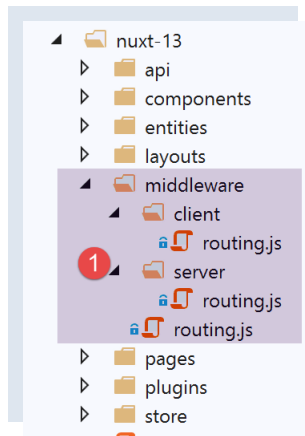 nuxt-13
api
components
entities
layouts
middleware
client
routing.js
1
server
routing.js
routing.js
pages
plugins
store